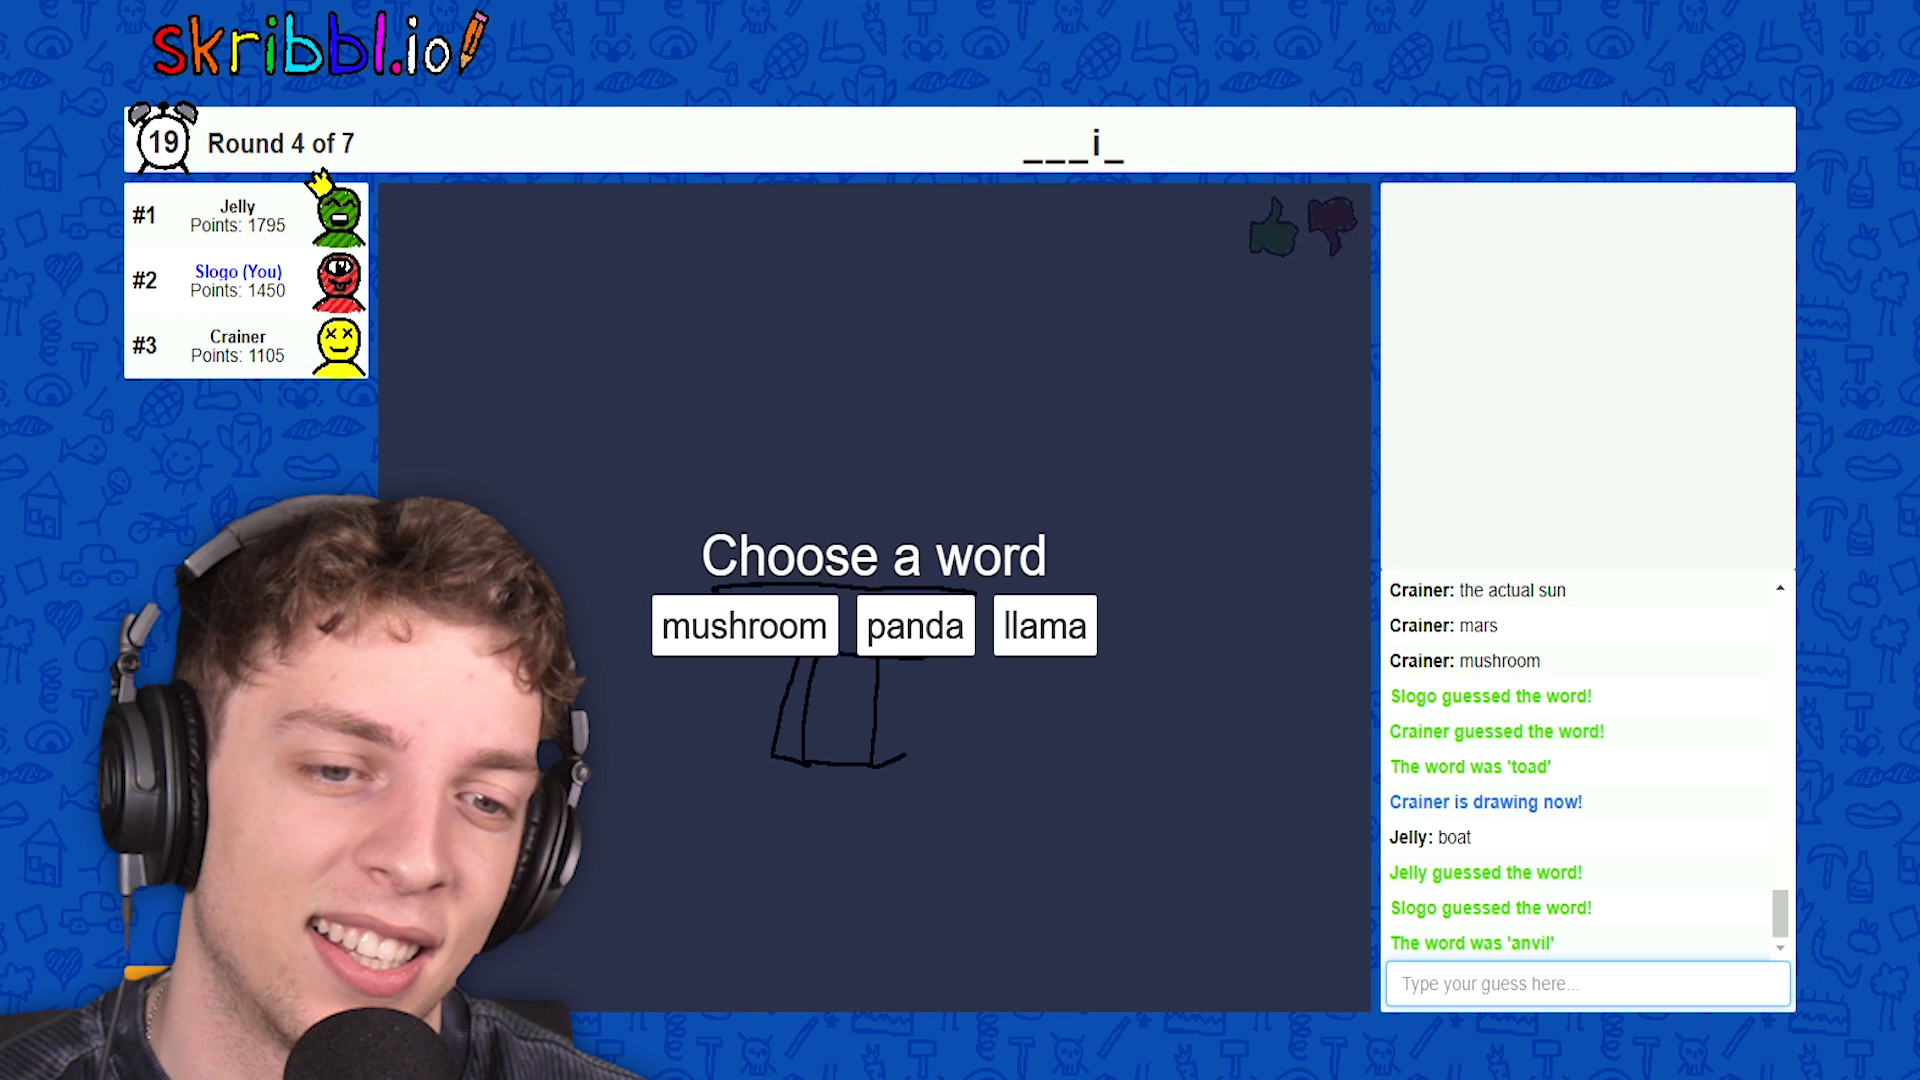 skribbl.io
19
Round 4 of 7
___i_
#1
Jelly
Points: 1795
#2
Slogo (You)
Points: 1450
#3
Crainer
Points: 1105
Choose a word
mushroom
panda
llama
Crainer: the actual sun
Crainer: mars
Crainer: mushroom
Slogo guessed the word!
Crainer guessed the word!
The word was 'toad'
Crainer is drawing now!
Jelly: boat
Jelly guessed the word!
Slogo guessed the word!
The word was 'anvil'
Type your guess here...